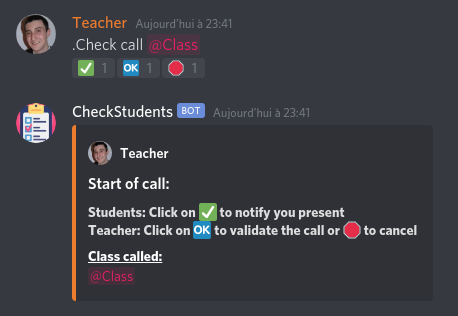 Teacher Aujourd'hui à 23:41
.Check call @Class
✅ 1 🆗 1 🛑 1
CheckStudents BOT Aujourd'hui à 23:41
Teacher
Start of call:
Students: Click on ✅ to notify you present
Teacher: Click on 🆗 to validate the call or 🛑 to cancel
Class called:
@Class